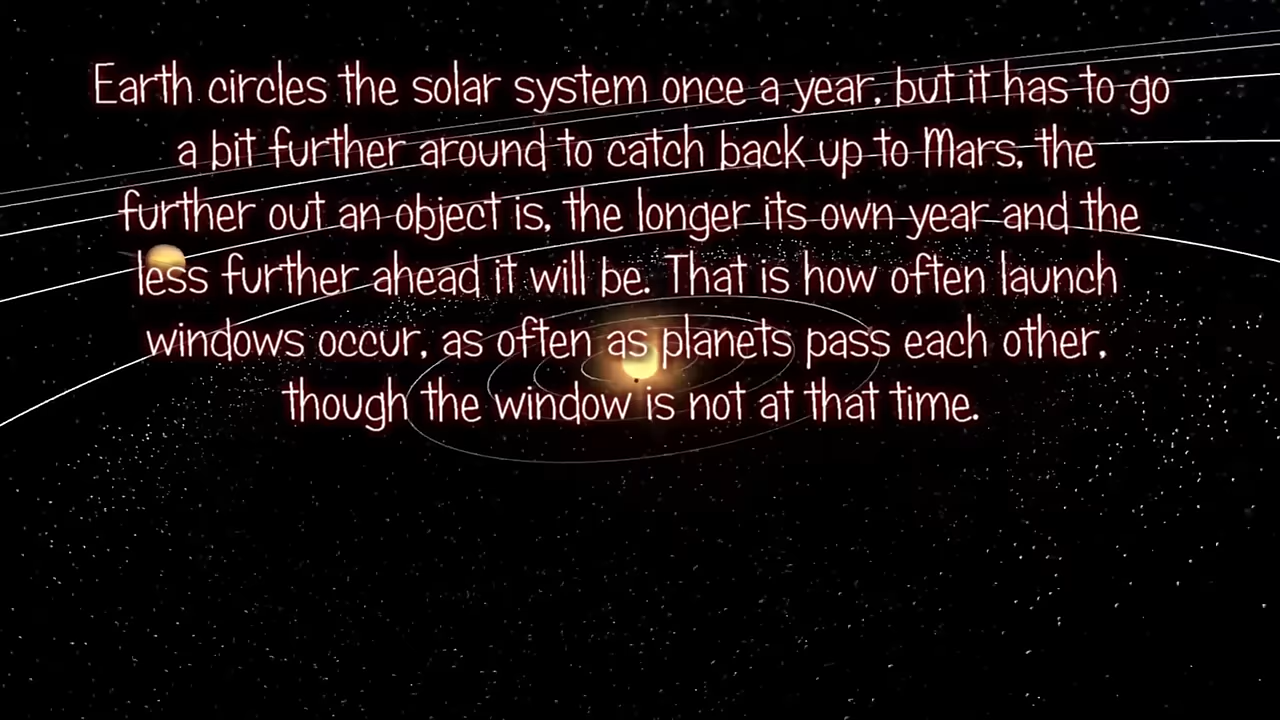 Earth circles the solar system once a year, but it has to go
a bit further around to catch back up to Mars, the
further out an object is, the longer its own year and the
less further ahead it will be. That is how often launch
windows occur, as often as planets pass each other,
though the window is not at that time.